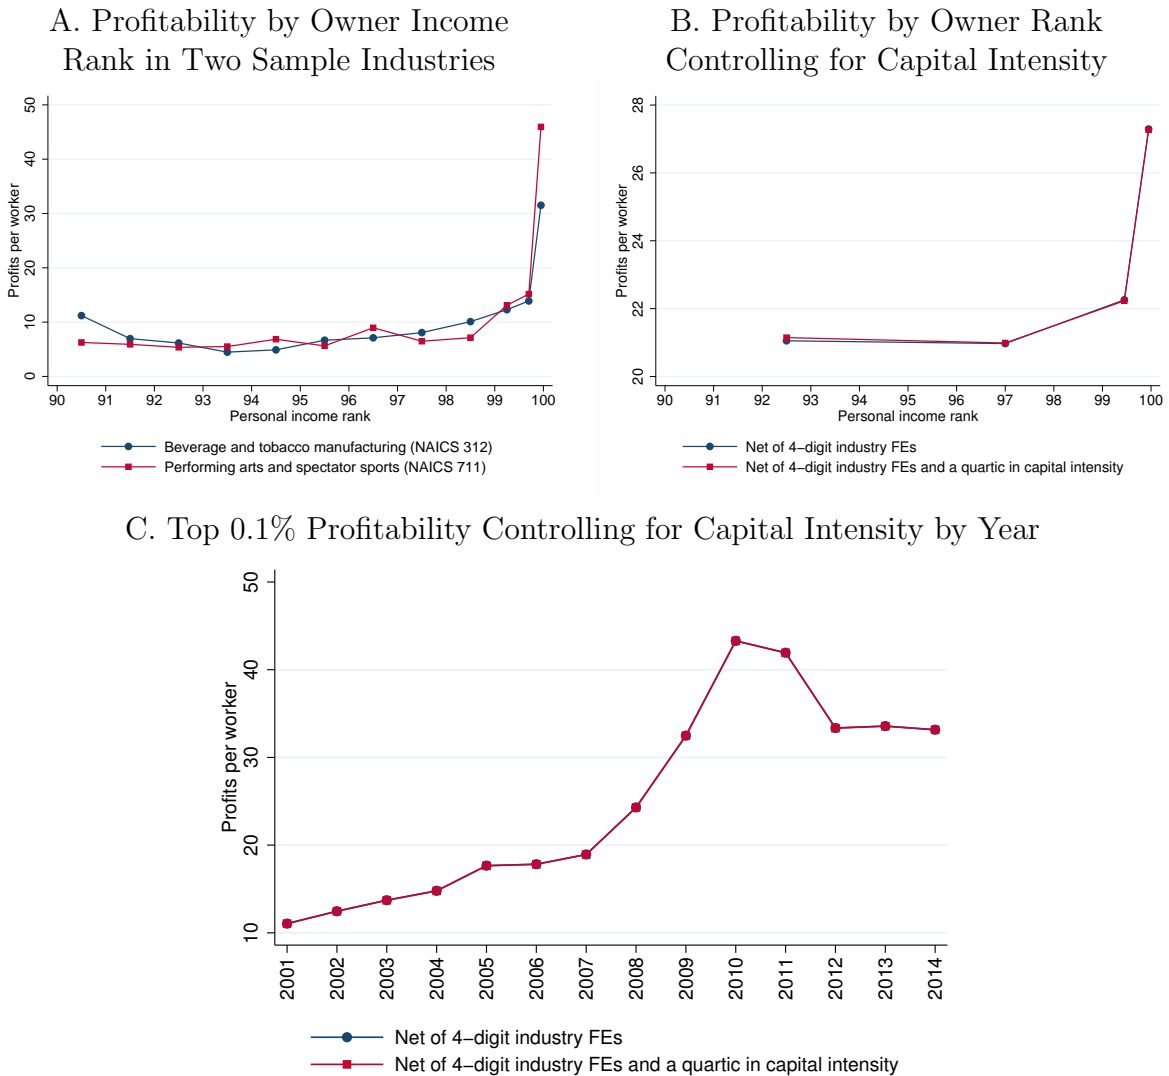 A. Profitability by Owner Income
Rank in Two Sample Industries
50
40
30
20
10
0
Profits per worker
90 91 92 93 94 95 96 97 98 99 100
Personal income rank
Beverage and tobacco manufacturing (NAICS 312)
Performing arts and spectator sports (NAICS 711)
B. Profitability by Owner Rank
Controlling for Capital Intensity
28
26
24
22
20
Profits per worker
90 91 92 93 94 95 96 97 98 99 100
Personal income rank
Net of 4−digit industry FEs
Net of 4−digit industry FEs and a quartic in capital intensity
C. Top 0.1% Profitability Controlling for Capital Intensity by Year
50
40
30
20
10
Profits per worker
2001 2002 2003 2004 2005 2006 2007 2008 2009 2010 2011 2012 2013 2014
Net of 4−digit industry FEs
Net of 4−digit industry FEs and a quartic in capital intensity